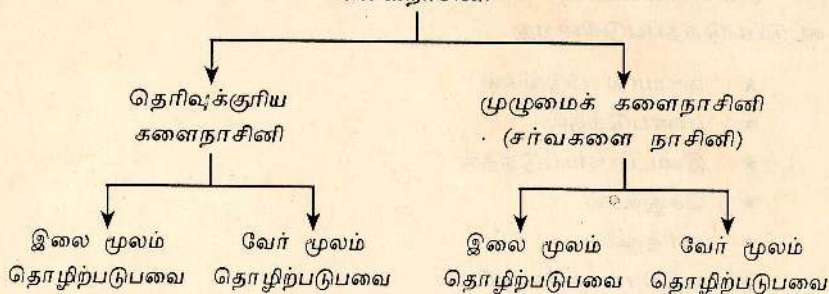 தெரிவுக்குரிய
களைநாசினி
முழுமைக் களைநாசினி
(சர்வகளை நாசினி)
இலை மூலம்
தொழிற்படுபவை
வேர் மூலம்
தொழிற்படுபவை
இலை மூலம்
தொழிற்படுபவை
வேர் மூலம்
தொழிற்படுபவை